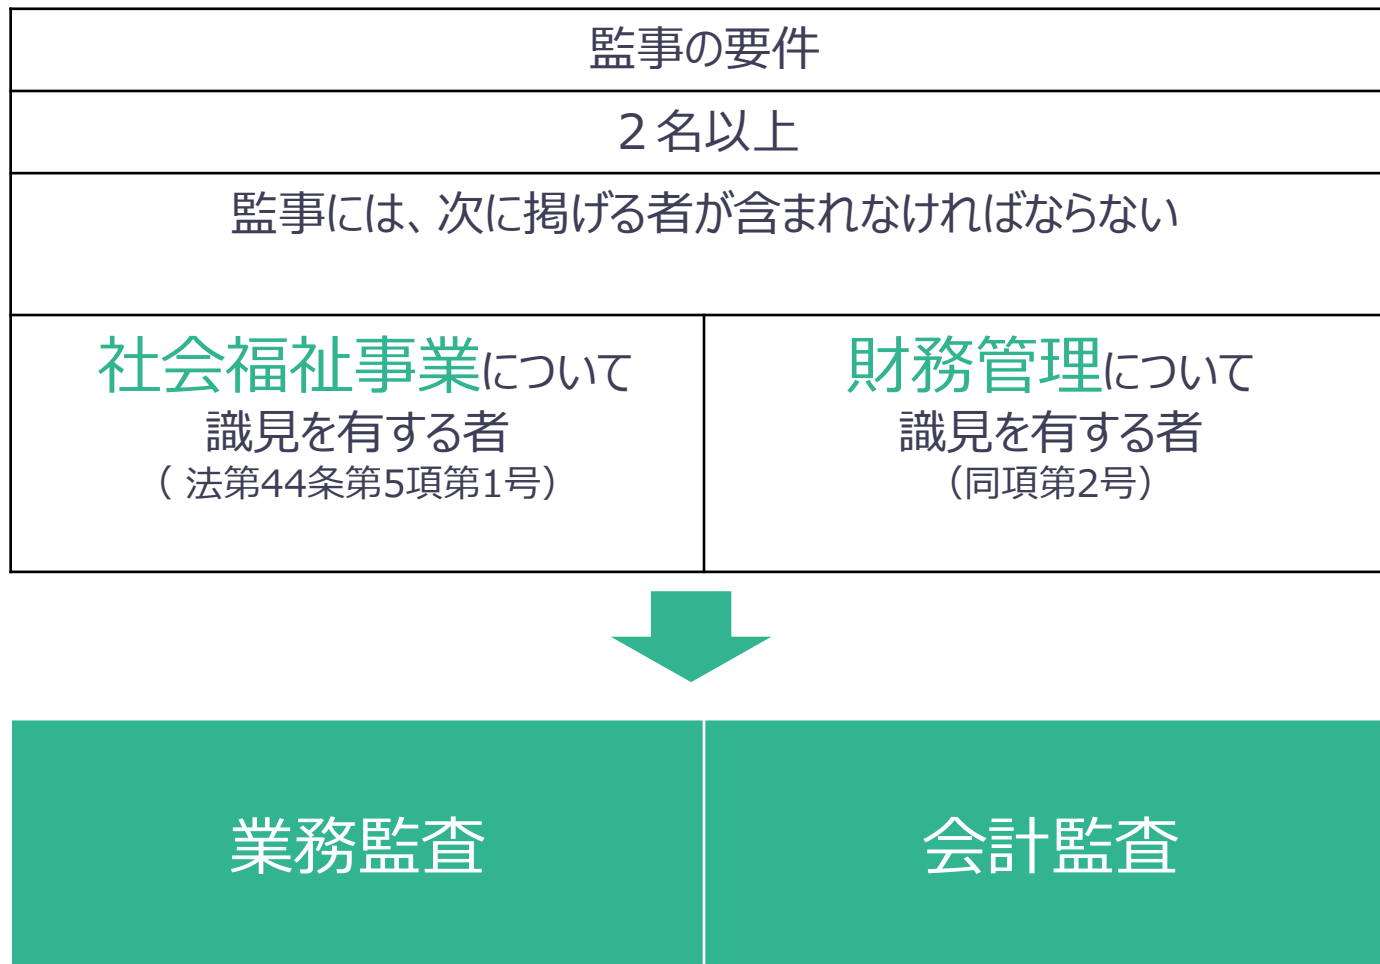 監事の要件
２名以上
監事には、次に掲げる者が含まれなければならない
社会福祉事業について
識見を有する者
（ 法第44条第5項第1号）
財務管理について
識見を有する者
（同項第2号）
業務監査
会計監査